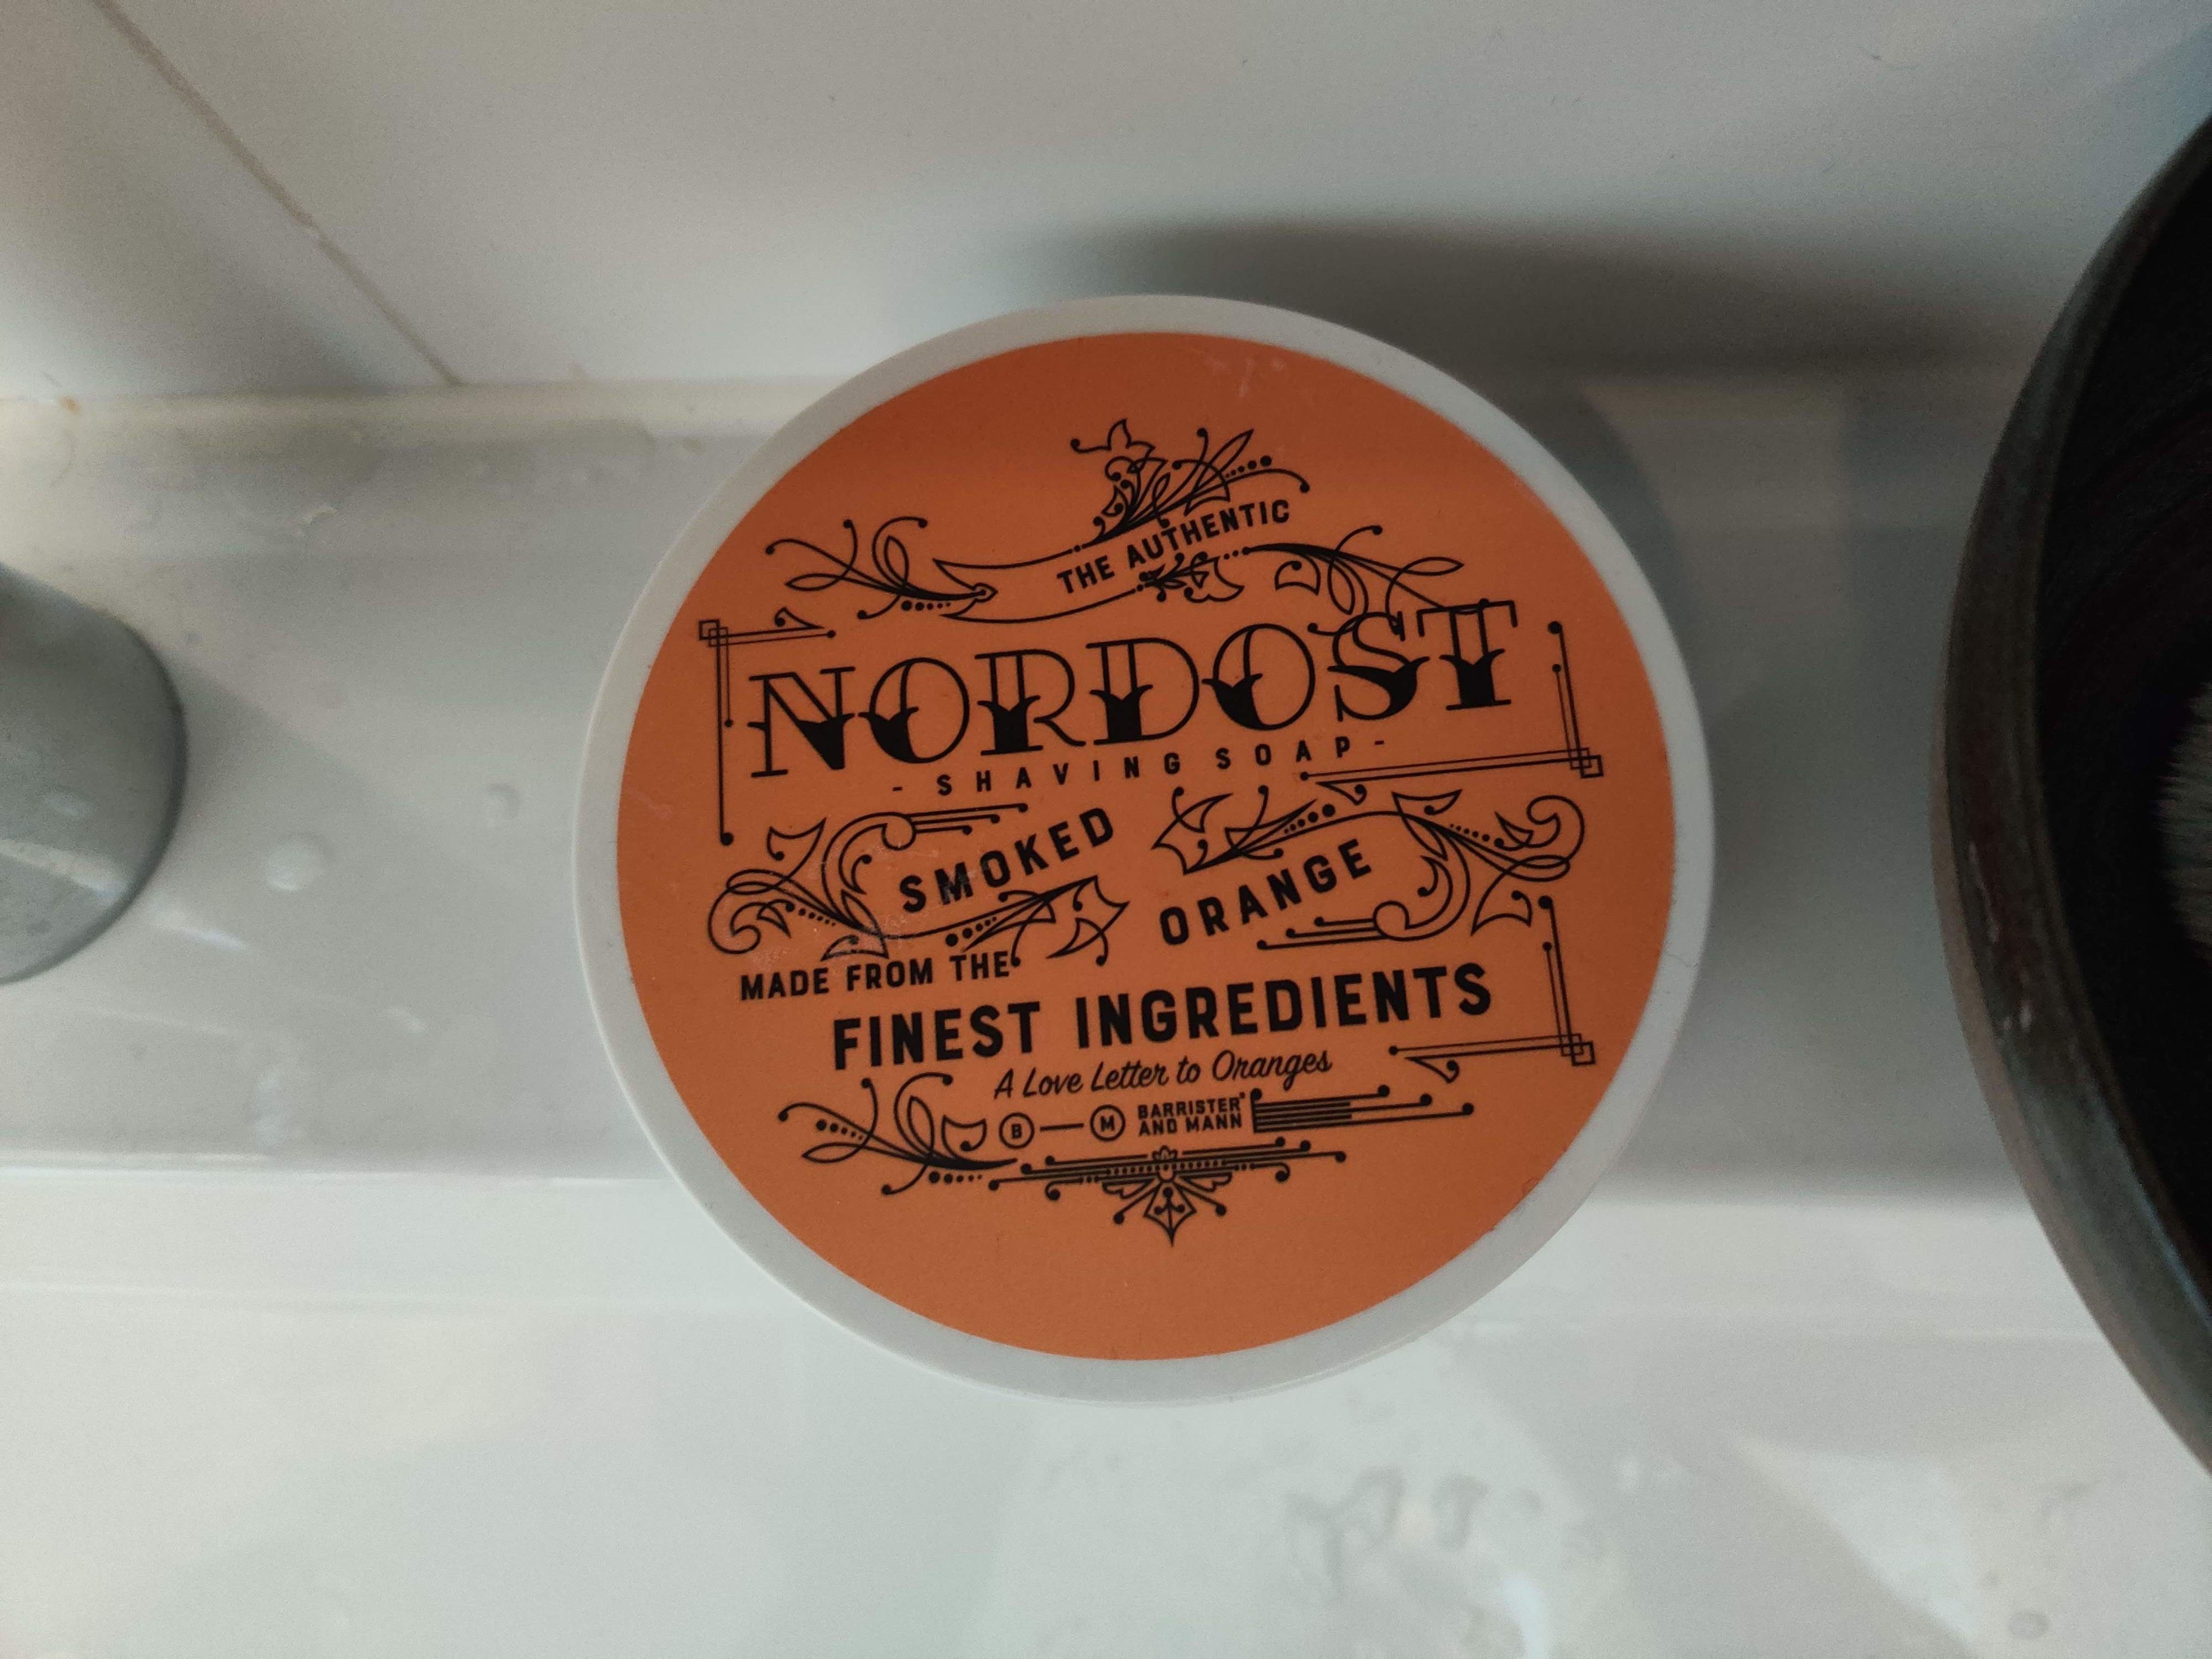 THE AUTHENTIC
NORDOST
- SHAVING SOAP -
SMOKED
ORANGE
MADE FROM THE
FINEST INGREDIENTS
A Love Letter to Oranges
B M BARRISTER
AND MANN